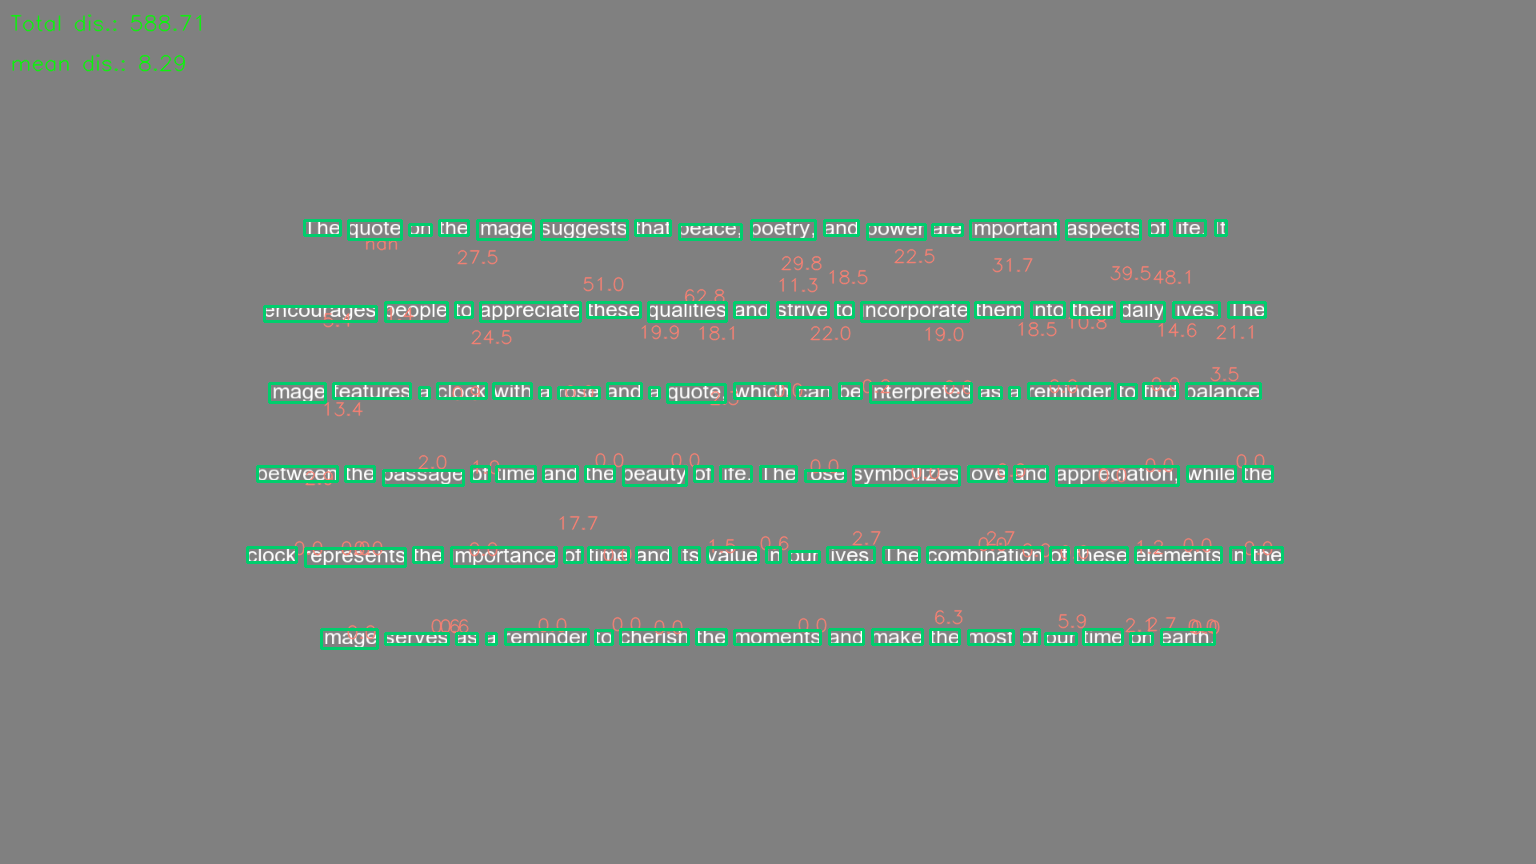 Total dis.: 588.71
mean dis.: 8.29
The quote on the image suggests that peace, poetry, and power are important aspects of life. It
nan 27.5 51.0 62.8 29.8 11.3 18.5 22.5 31.7 39.5 48.1
encourages people to appreciate these qualities and strive to incorporate them into their daily lives. The
24.5 19.9 18.1 22.0 19.0 18.5 10.8 14.6 21.1
3.5
image features a clock with a rose and a quote, which can be interpreted as a reminder to find balance
13.4
2.0 0.0 0.0 0.0 0.0 0.0
between the passage of time and the beauty of life. The rose symbolizes love and appreciation, while the
17.7
1.5 0.6 2.7 2.7
clock represents the importance of time and its value in our lives. The combination of these elements in the
0.0 0.0 0.0 0.0 6.3 5.9
image serves as a reminder to cherish the moments and make the most of our time on earth.